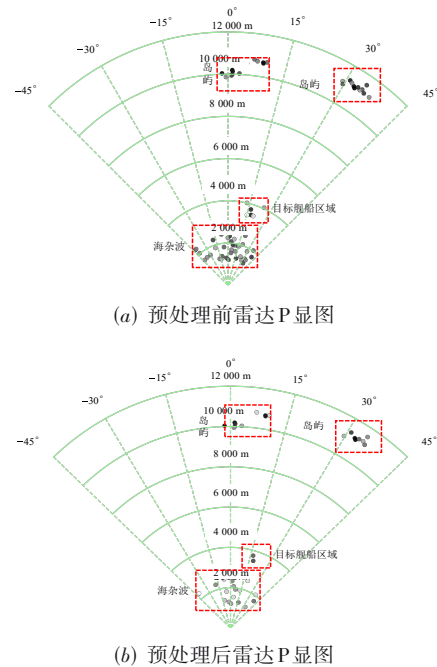 0°
12 000 m
−15°
15°
−30°
30°
−45°
45°
10 000 m
岛
屿
岛屿
8 000 m
6 000 m
4 000 m
目标舰船区域
2 000 m
海杂波
(a) 预处理前雷达P显图
0°
12 000 m
−15°
15°
−30°
30°
−45°
45°
10 000 m
岛
屿
岛屿
8 000 m
6 000 m
4 000 m
目标舰船区域
2 000 m
海杂波
(b) 预处理后雷达P显图